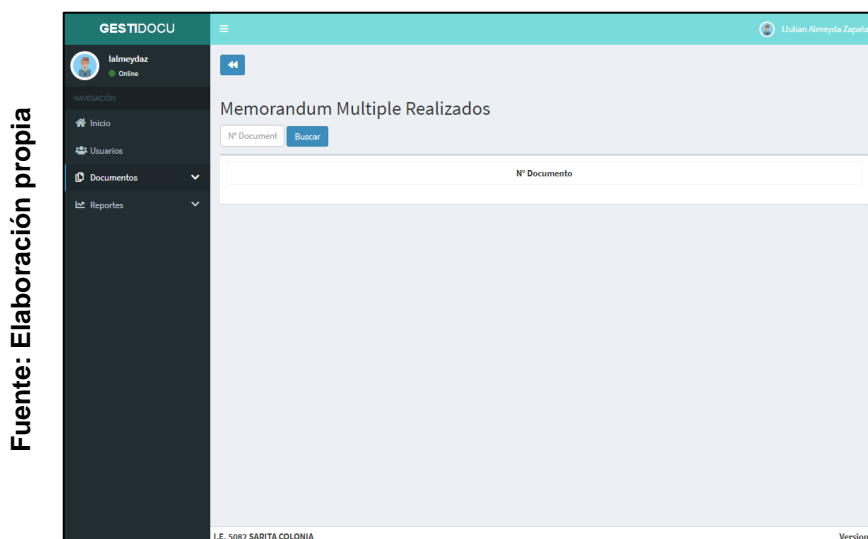 Fuente: Elaboración propia
GESTIDOCU
Llulian Almeyda Zapata
lalmeydaz
Online
NAVEGACIÓN
Inicio
Usuarios
Documentos
Reportes
Memorandum Multiple Realizados
N° Document
Buscar
N° Documento
I.E. 5082 SARITA COLONIA
Version